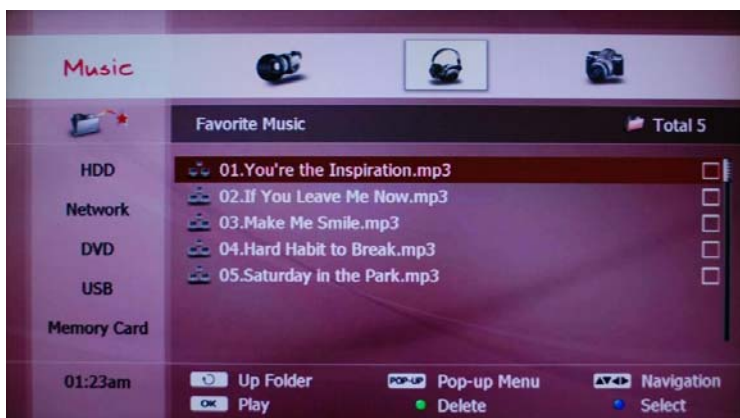 Music
Favorite Music
Total 5
HDD
Network
DVD
USB
Memory Card
01.You're the Inspiration.mp3
02.If You Leave Me Now.mp3
03.Make Me Smile.mp3
04.Hard Habit to Break.mp3
05.Saturday in the Park.mp3
01:23am
Up Folder
POP-UP Pop-up Menu
Navigation
OK Play
Delete
Select